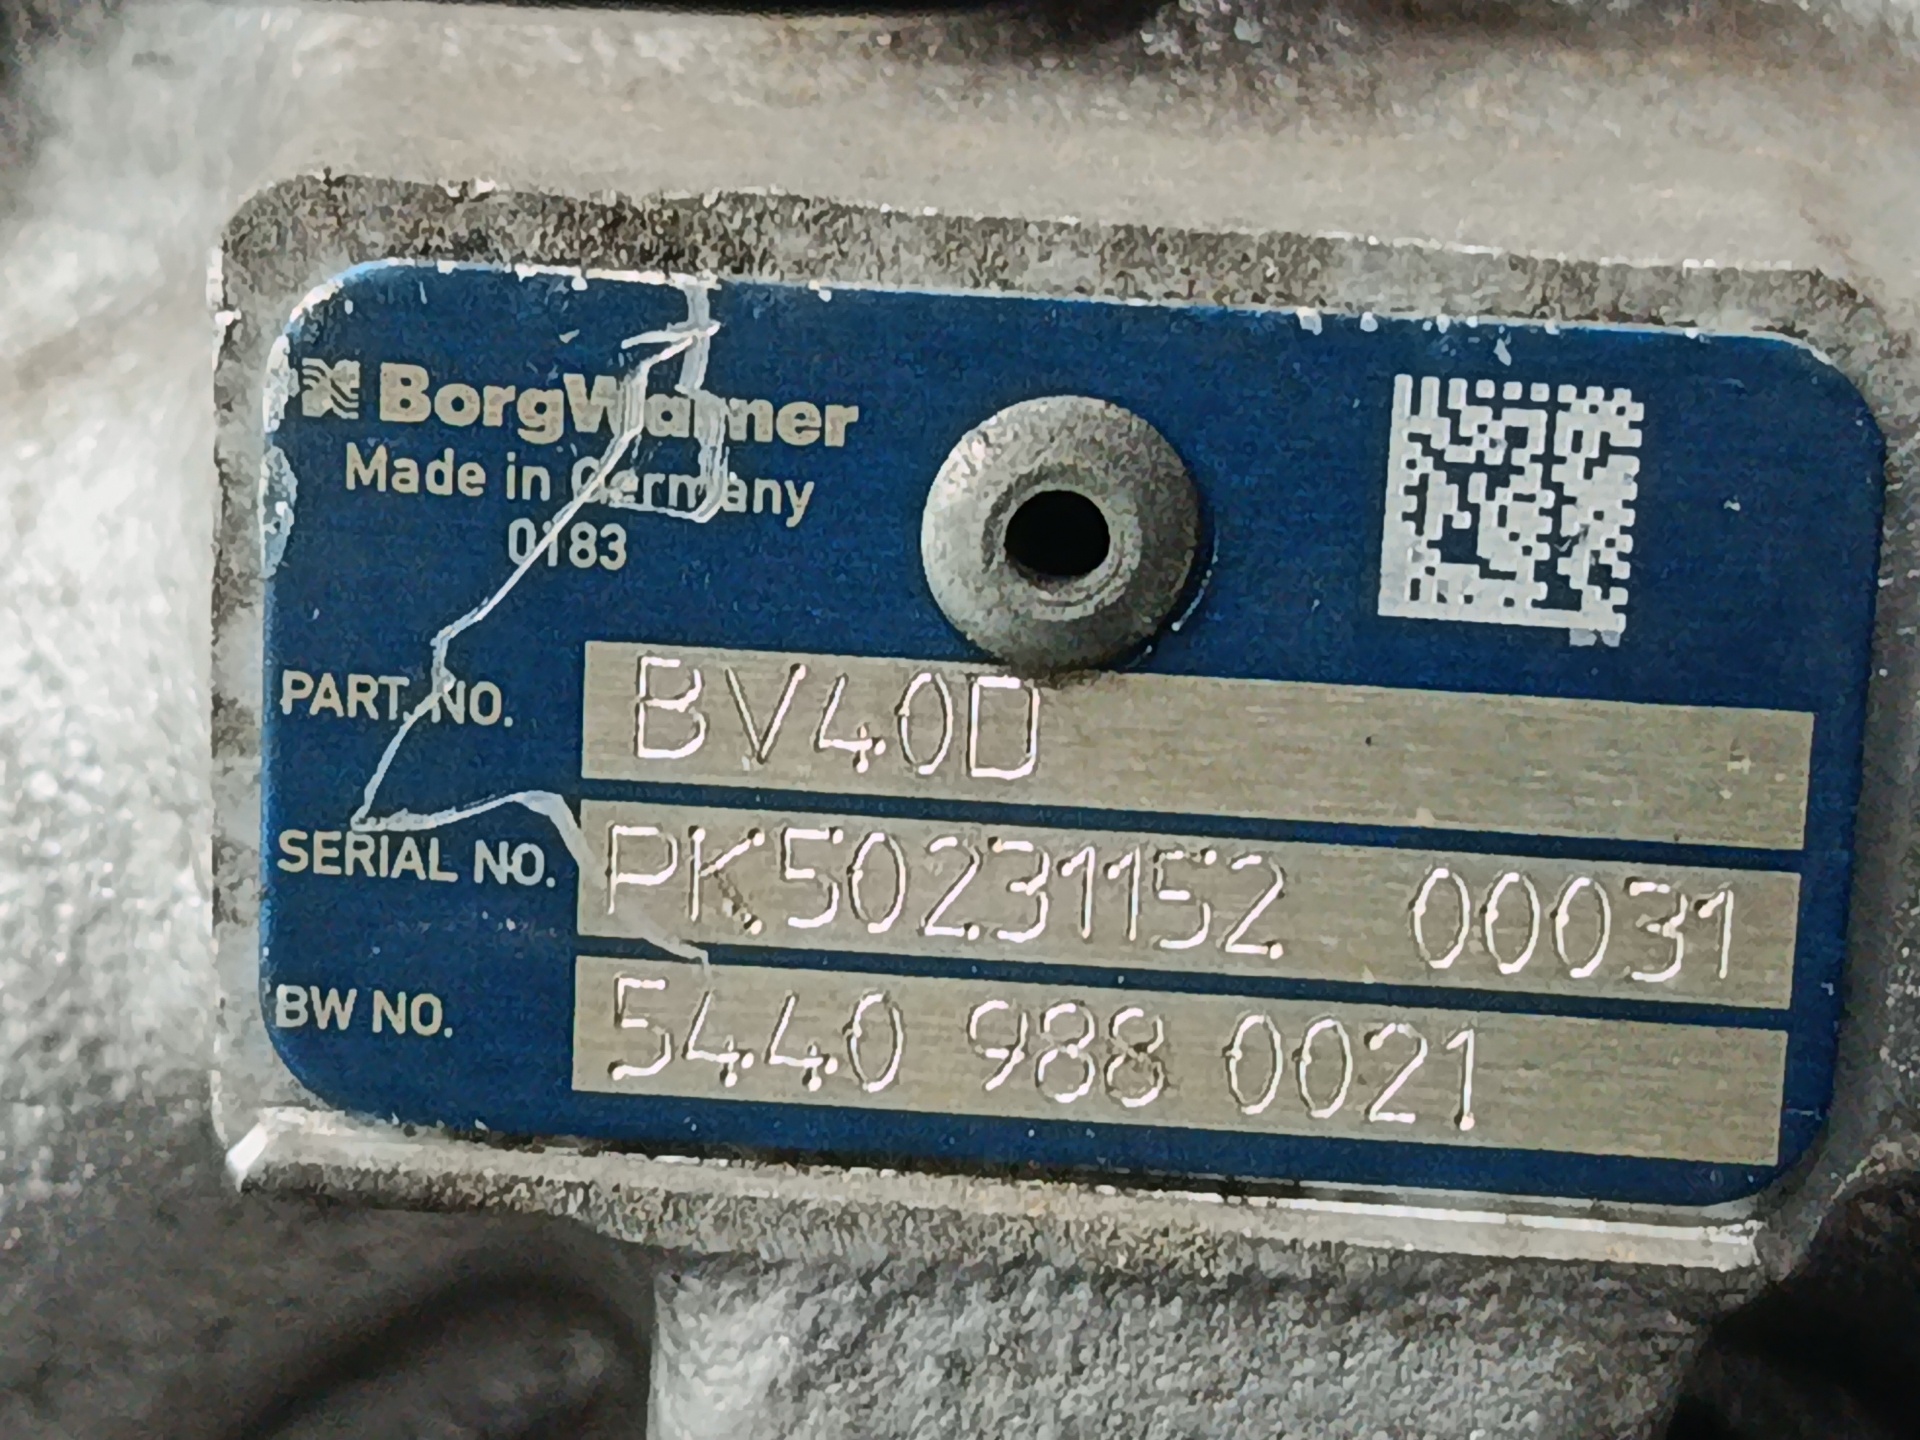 BorgWarner
Made in Germany
0183
PART. NO. BV40D
SERIAL NO. PK50231152 00031
BW NO. 5440 988 0021